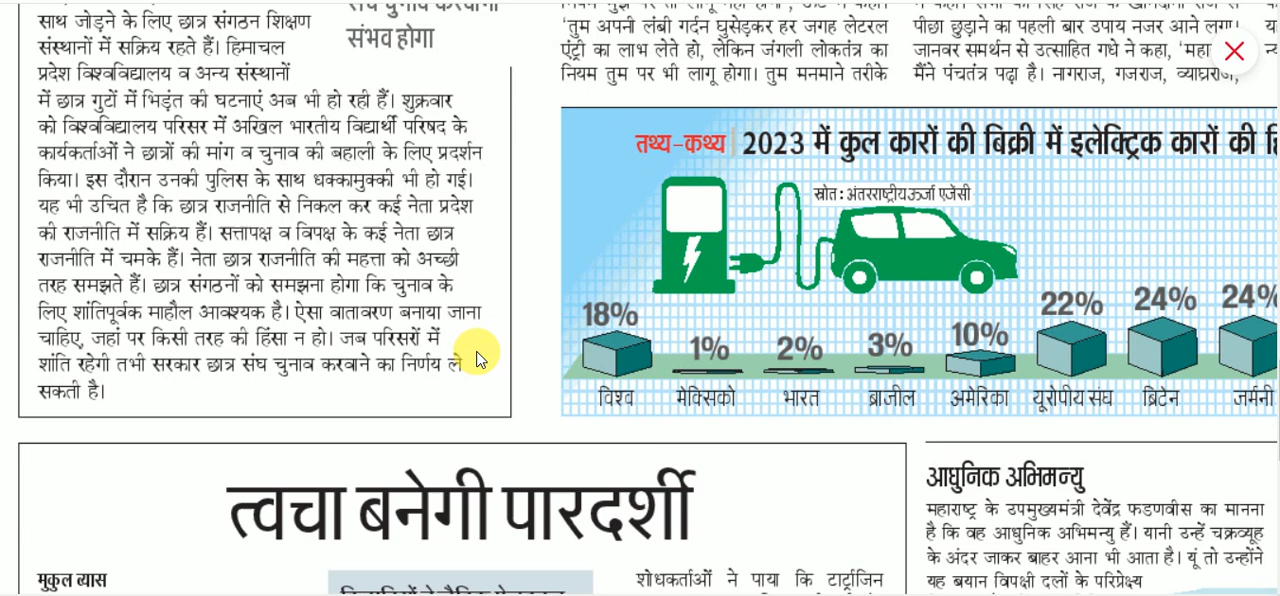 साथ जोड़ने के लिए छात्र संगठन शिक्षण
संस्थानों में सक्रिय रहते हैं। हिमाचल
प्रदेश विश्वविद्यालय व अन्य संस्थानों
में छात्र गुटों में भिड़ंत की घटनाएं अब भी हो रही हैं। शुक्रवार
को विश्वविद्यालय परिसर में अखिल भारतीय विद्यार्थी परिषद के
कार्यकर्ताओं ने छात्रों की मांग व चुनाव की बहाली के लिए प्रदर्शन
किया। इस दौरान उनकी पुलिस के साथ धक्कामुक्की भी हो गई।
यह भी उचित है कि छात्र राजनीति से निकल कर कई नेता प्रदेश
की राजनीति में सक्रिय हैं। सत्तापक्ष व विपक्ष के कई नेता छात्र
राजनीति में चमके हैं। नेता छात्र राजनीति की महत्ता को अच्छी
तरह समझते हैं। छात्र संगठनों को समझना होगा कि चुनाव के
लिए शांतिपूर्वक माहौल आवश्यक है। ऐसा वातावरण बनाया जाना
चाहिए, जहां पर किसी तरह की हिंसा न हो। जब परिसरों में
शांति रहेगी तभी सरकार छात्र संघ चुनाव करवाने का निर्णय ले
सकती है।
संभव होगा
'तुम अपनी लंबी गर्दन घुसेड़कर हर जगह लेटरल
एंट्री का लाभ लेते हो, लेकिन जंगली लोकतंत्र का
नियम तुम पर भी लागू होगा। तुम मनमाने तरीके
पीछा छुड़ाने का पहली बार उपाय नजर आने लगा।
जानवर समर्थन से उत्साहित गधे ने कहा,
मैंने पंचतंत्र पढ़ा है। नागराज, गजराज, व्याघ्रराज,
तथ्य-कथ्य
2023 में कुल कारों की बिक्री में इलेक्ट्रिक कारों की
स्रोत : अंतरराष्ट्रीय ऊर्जा एजेंसी
18% 1% 2% 3% 10% 22% 24% 24%
विश्व मेक्सिको भारत ब्राजील अमेरिका यूरोपीय संघ ब्रिटेन जर्मनी
त्वचा बनेगी पारदर्शी
मुकुल व्यास
शोधकर्ताओं ने पाया कि टार्ट्राजिन
आधुनिक अभिमन्यु
महाराष्ट्र के उपमुख्यमंत्री देवेंद्र फडणवीस का मानना
है कि वह आधुनिक अभिमन्यु हैं। यानी उन्हें चक्रव्यूह
के अंदर जाकर बाहर आना भी आता है। यूं तो उन्होंने
यह बयान विपक्षी दलों के परिप्रेक्ष्य